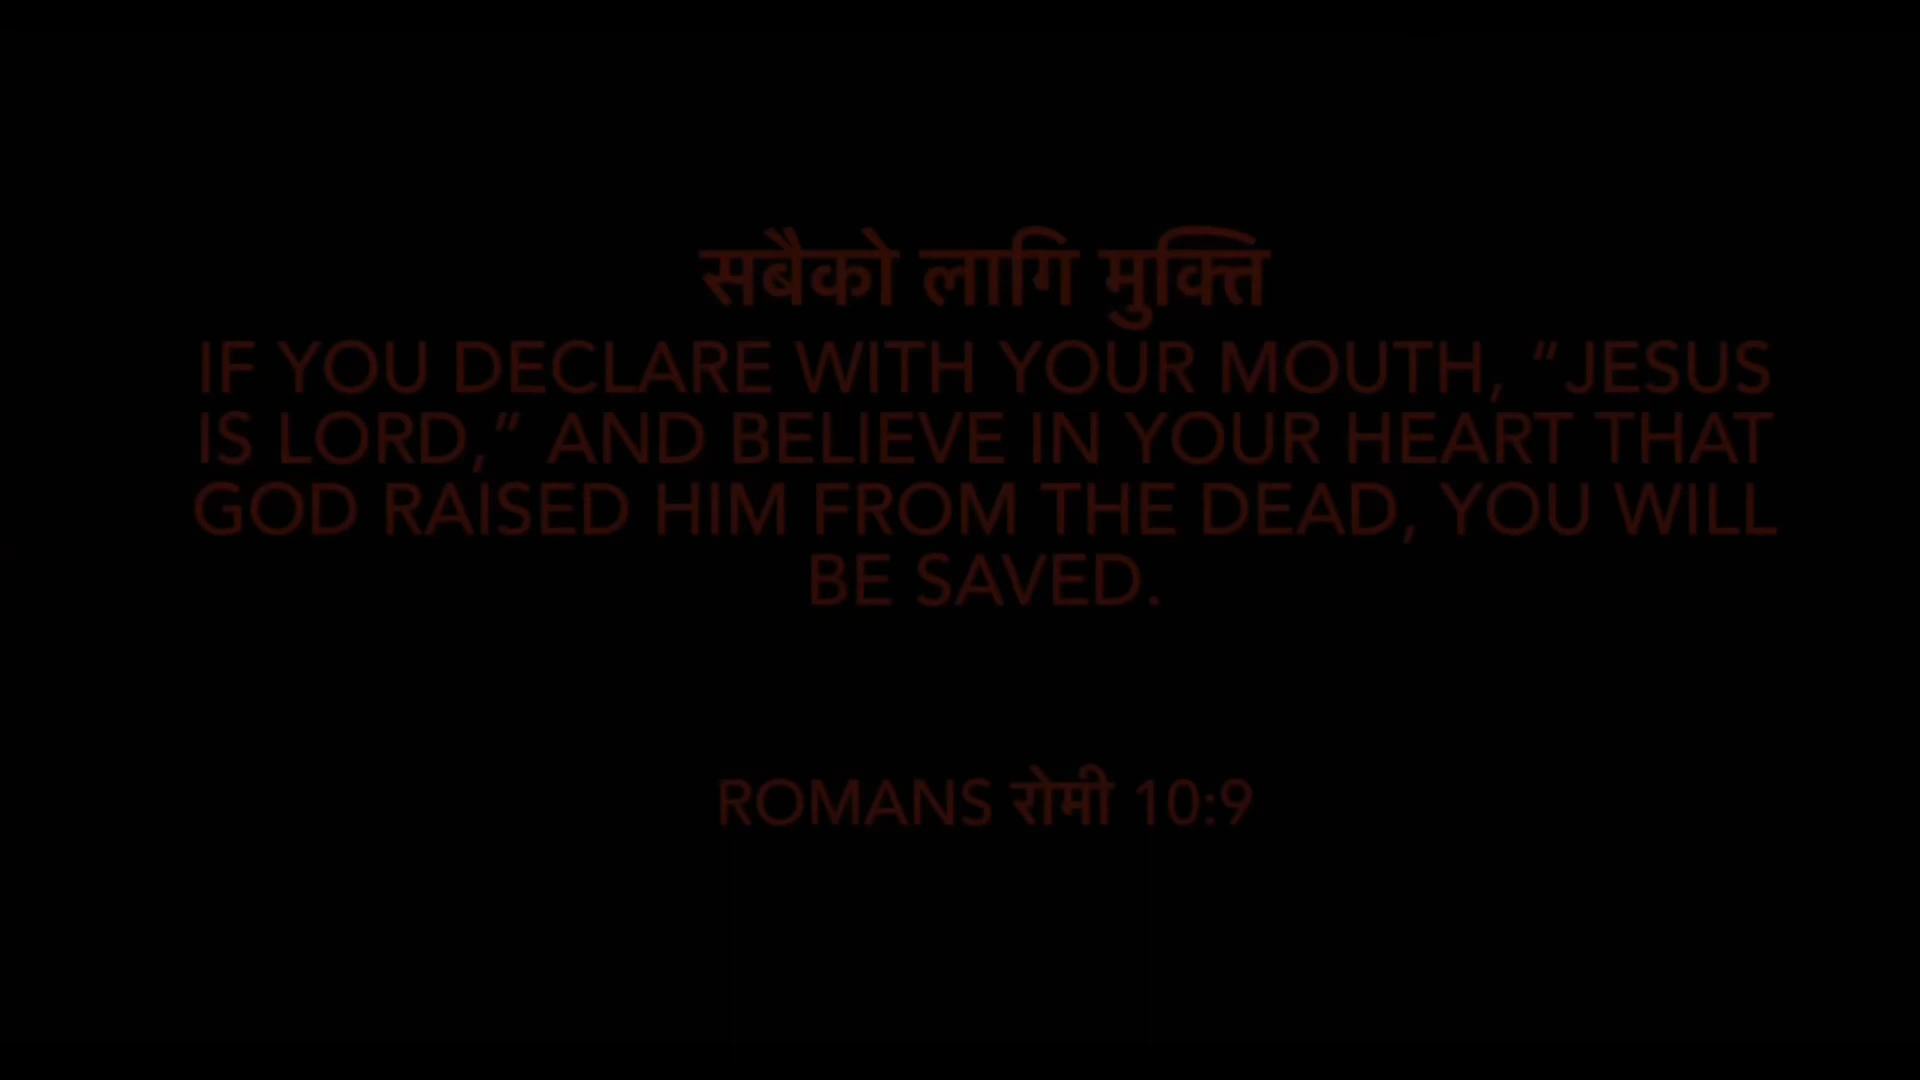 सबैको लागि मुक्ति
IF YOU DECLARE WITH YOUR MOUTH, “JESUS
IS LORD,” AND BELIEVE IN YOUR HEART THAT
GOD RAISED HIM FROM THE DEAD, YOU WILL
BE SAVED.
ROMANS रोमी 10:9